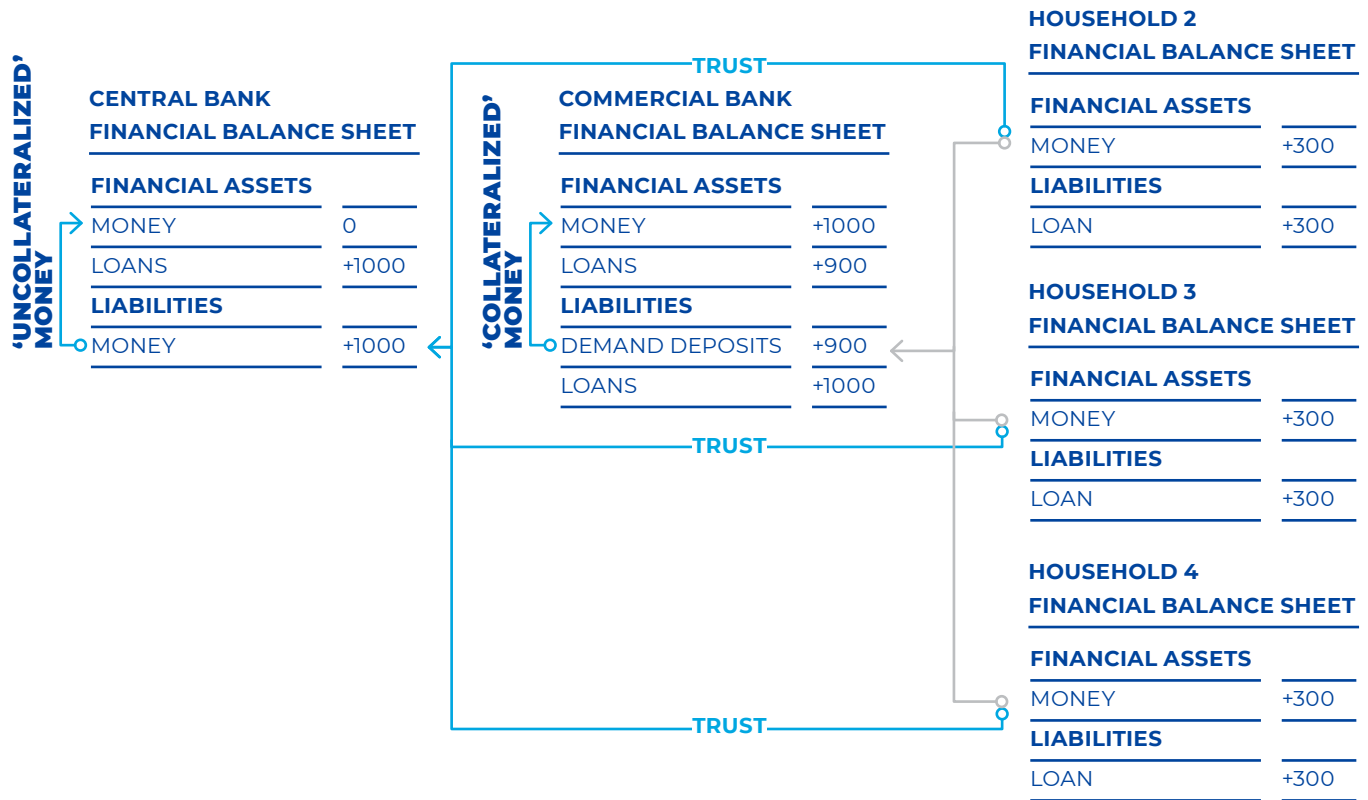 ‘UNCOLLATERALIZED’
MONEY
CENTRAL BANK
FINANCIAL BALANCE SHEET
FINANCIAL ASSETS
MONEY 0
LOANS +1000
LIABILITIES
MONEY +1000
‘COLLATERALIZED’
MONEY
COMMERCIAL BANK
FINANCIAL BALANCE SHEET
FINANCIAL ASSETS
MONEY +1000
LOANS +900
LIABILITIES
DEMAND DEPOSITS +900
LOANS +1000
TRUST
TRUST
TRUST
HOUSEHOLD 2
FINANCIAL BALANCE SHEET
FINANCIAL ASSETS
MONEY +300
LIABILITIES
LOAN +300
HOUSEHOLD 3
FINANCIAL BALANCE SHEET
FINANCIAL ASSETS
MONEY +300
LIABILITIES
LOAN +300
HOUSEHOLD 4
FINANCIAL BALANCE SHEET
FINANCIAL ASSETS
MONEY +300
LIABILITIES
LOAN +300